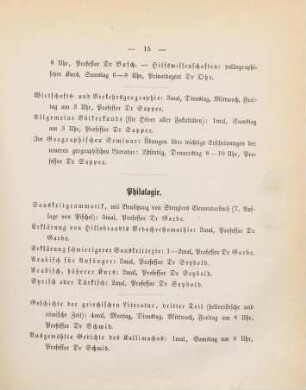 — 15 —
6 Uhr, Professor Dr Busch. — Hilfswissenschaften: paläographi-
scher Kurs, Samstag 6—8 Uhr, Privatdozent Dr Ohr.
Wirtschafts- und Verkehrsgeographie: 3mal, Dienstag, Mittwoch, Frei-
tag um 3 Uhr, Professor Dr Sapper.
Allgemeine Völkerkunde (für Hörer aller Fakultäten): 1mal, Samstag
um 3 Uhr, Professor Dr Sapper.
Im Geographischen Seminar: Übungen über wichtige Erscheinungen der
neueren geographischen Literatur: 2stündig, Donnerstag 8—10 Uhr, Pro-
fessor Dr Sapper.
Philologie.
Sanskritgrammatik, mit Benützung von Stenzlers Elementarbuch (7. Auf-
lage von Pischel): 3mal, Professor Dr Garbe.
Erklärung von Hillebrandts Vedachrestomathie: 2mal, Professor Dr
Garbe.
Erklärung schwierigerer Sanskrittexte: 1—2mal, Professor Dr Garbe.
Arabisch für Anfänger: 2mal, Professor Dr Seybold.
Arabisch, höherer Kurs: 2mal, Professor Dr Seybold.
Syrisch oder Türkisch: 2mal, Professor Dr Seybold.
Geschichte der griechischen Literatur, dritter Teil (hellenistische und
römische Zeit): 4mal, Montag, Dienstag, Mittwoch, Freitag um 8 Uhr,
Professor Dr Schmid.
Ausgewählte Gedichte des Kallimachos: 1mal, Samstag um 8 Uhr,
Professor Dr Schmid.